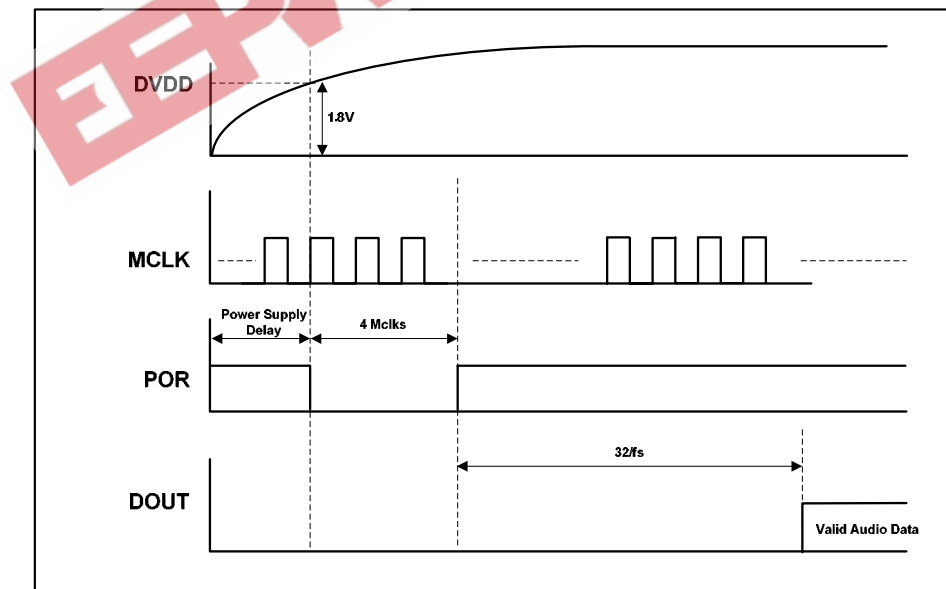 DVDD
1.8V
MCLK
Power Supply
Delay
4 Mclks
POR
32/fs
DOUT
Valid Audio Data